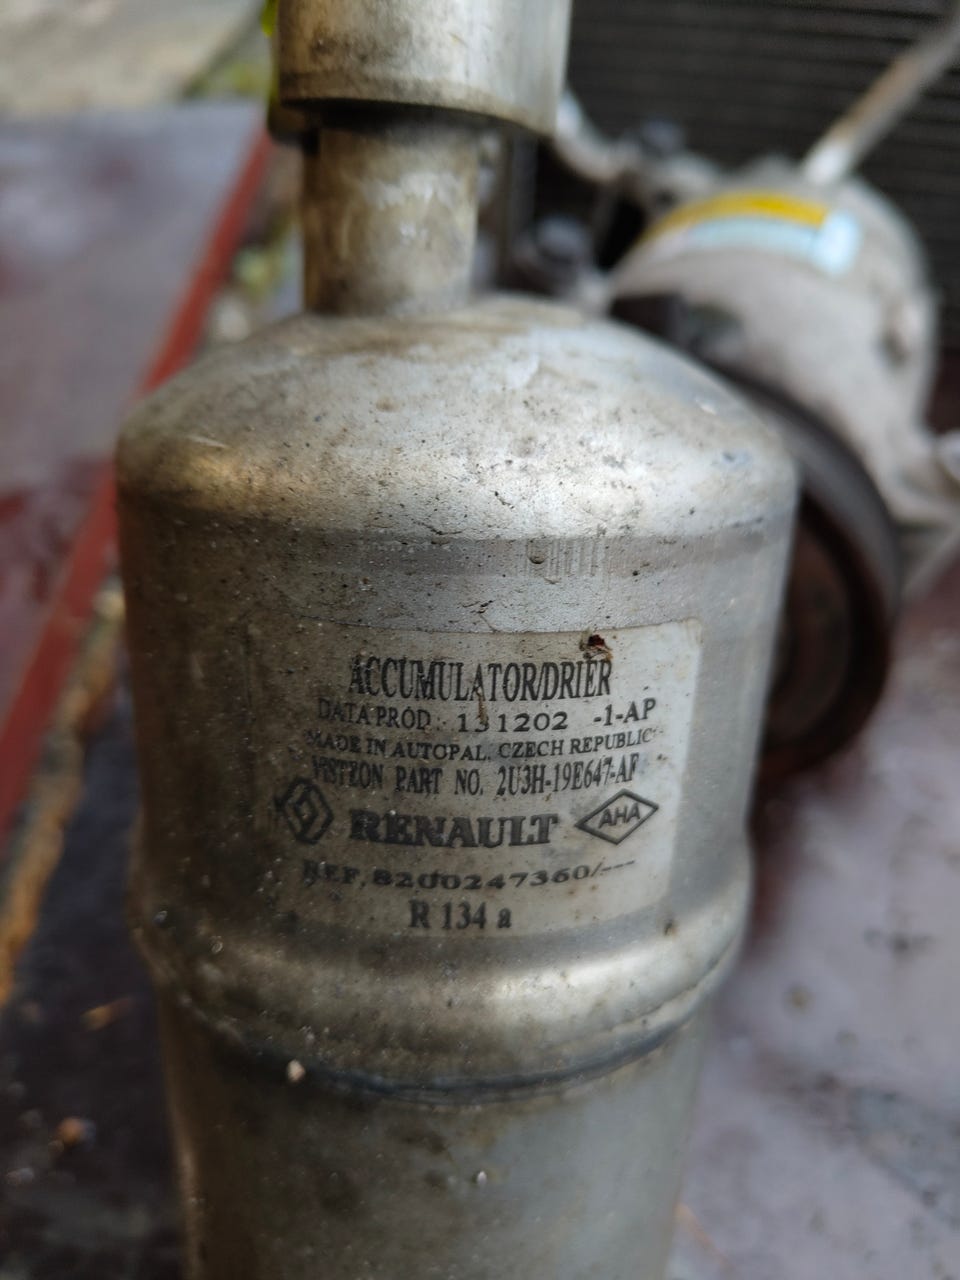 ACCUMULATOR/DRIER
DATA PROD.: 131202 -1-AP
MADE IN AUTOPAL, CZECH REPUBLIC
VISTEON PART NO. 2U3H-19E647-AF
RENAULT AHA
REF. 8200247360/---
R 134 a